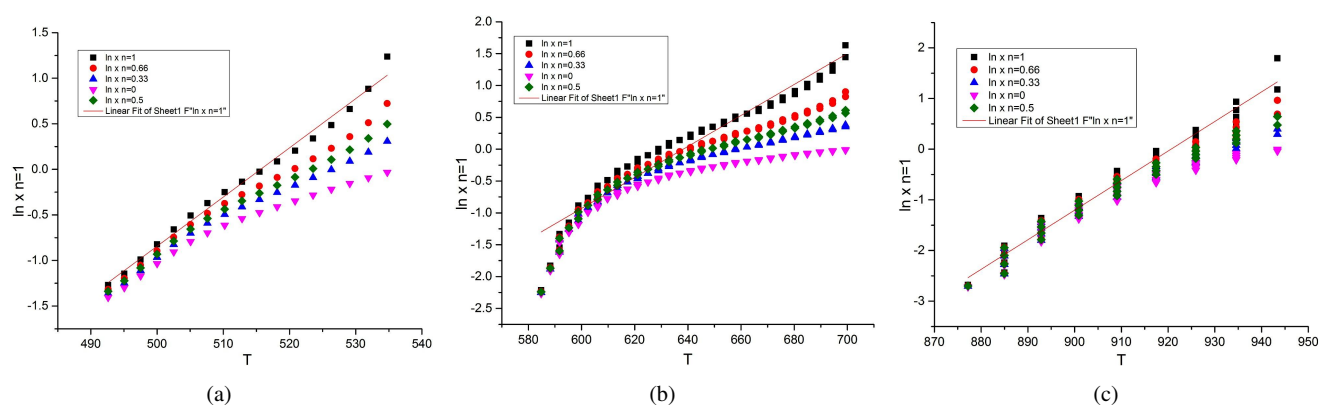 1.5
1.0
0.5
0.0
-0.5
-1.0
-1.5
ln x n=1
ln x n=1
ln x n=0.66
ln x n=0.33
ln x n=0
ln x n=0.5
Linear Fit of Sheet1 F"ln x n=1"
490 500 510 520 530 540
T
(a)
2.0
1.5
1.0
0.5
0.0
-0.5
-1.0
-1.5
-2.0
-2.5
ln x n=1
ln x n=1
ln x n=0.66
ln x n=0.33
ln x n=0
ln x n=0.5
Linear Fit of Sheet1 F"ln x n=1"
580 600 620 640 660 680 700
T
(b)
2
1
0
-1
-2
-3
ln x n=1
ln x n=1
ln x n=0.66
ln x n=0.33
ln x n=0
ln x n=0.5
Linear Fit of Sheet1 F"ln x n=1"
870 880 890 900 910 920 930 940 950
T
(c)